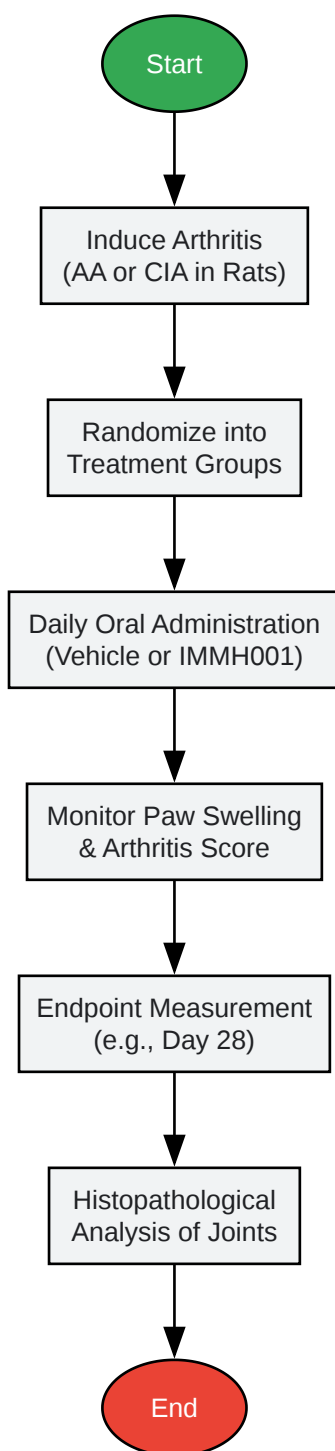 Start
Induce Arthritis
(AA or CIA in Rats)
Randomize into
Treatment Groups
Daily Oral Administration
(Vehicle or IMMH001)
Monitor Paw Swelling
& Arthritis Score
Endpoint Measurement
(e.g., Day 28)
Histopathological
Analysis of Joints
End